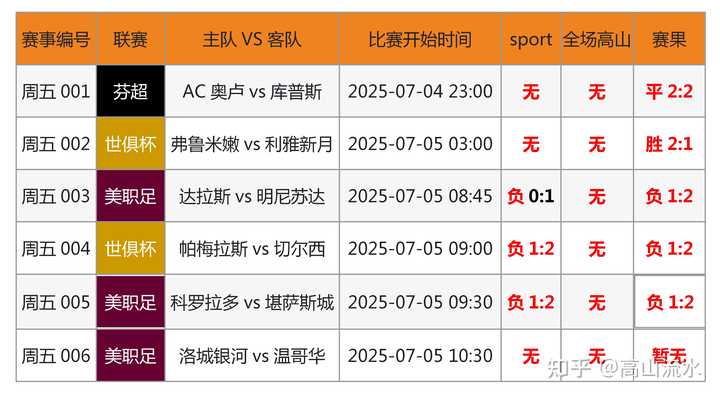 赛事编号 联赛 主队 VS 客队 比赛开始时间 sport 全场高山 赛果
周五 001 芬超 AC 奥卢 vs 库普斯 2025-07-04 23:00 无 无 平 2:2
周五 002 世俱杯 弗鲁米嫩 vs 利雅新月 2025-07-05 03:00 无 无 胜 2:1
周五 003 美职足 达拉斯 vs 明尼苏达 2025-07-05 08:45 负 0:1 无 负 1:2
周五 004 世俱杯 帕梅拉斯 vs 切尔西 2025-07-05 09:00 负 1:2 无 负 1:2
周五 005 美职足 科罗拉多 vs 堪萨斯城 2025-07-05 09:30 负 1:2 无 负 1:2
周五 006 美职足 洛城银河 vs 温哥华 2025-07-05 10:30 无 无 暂无
知乎 @高山流水